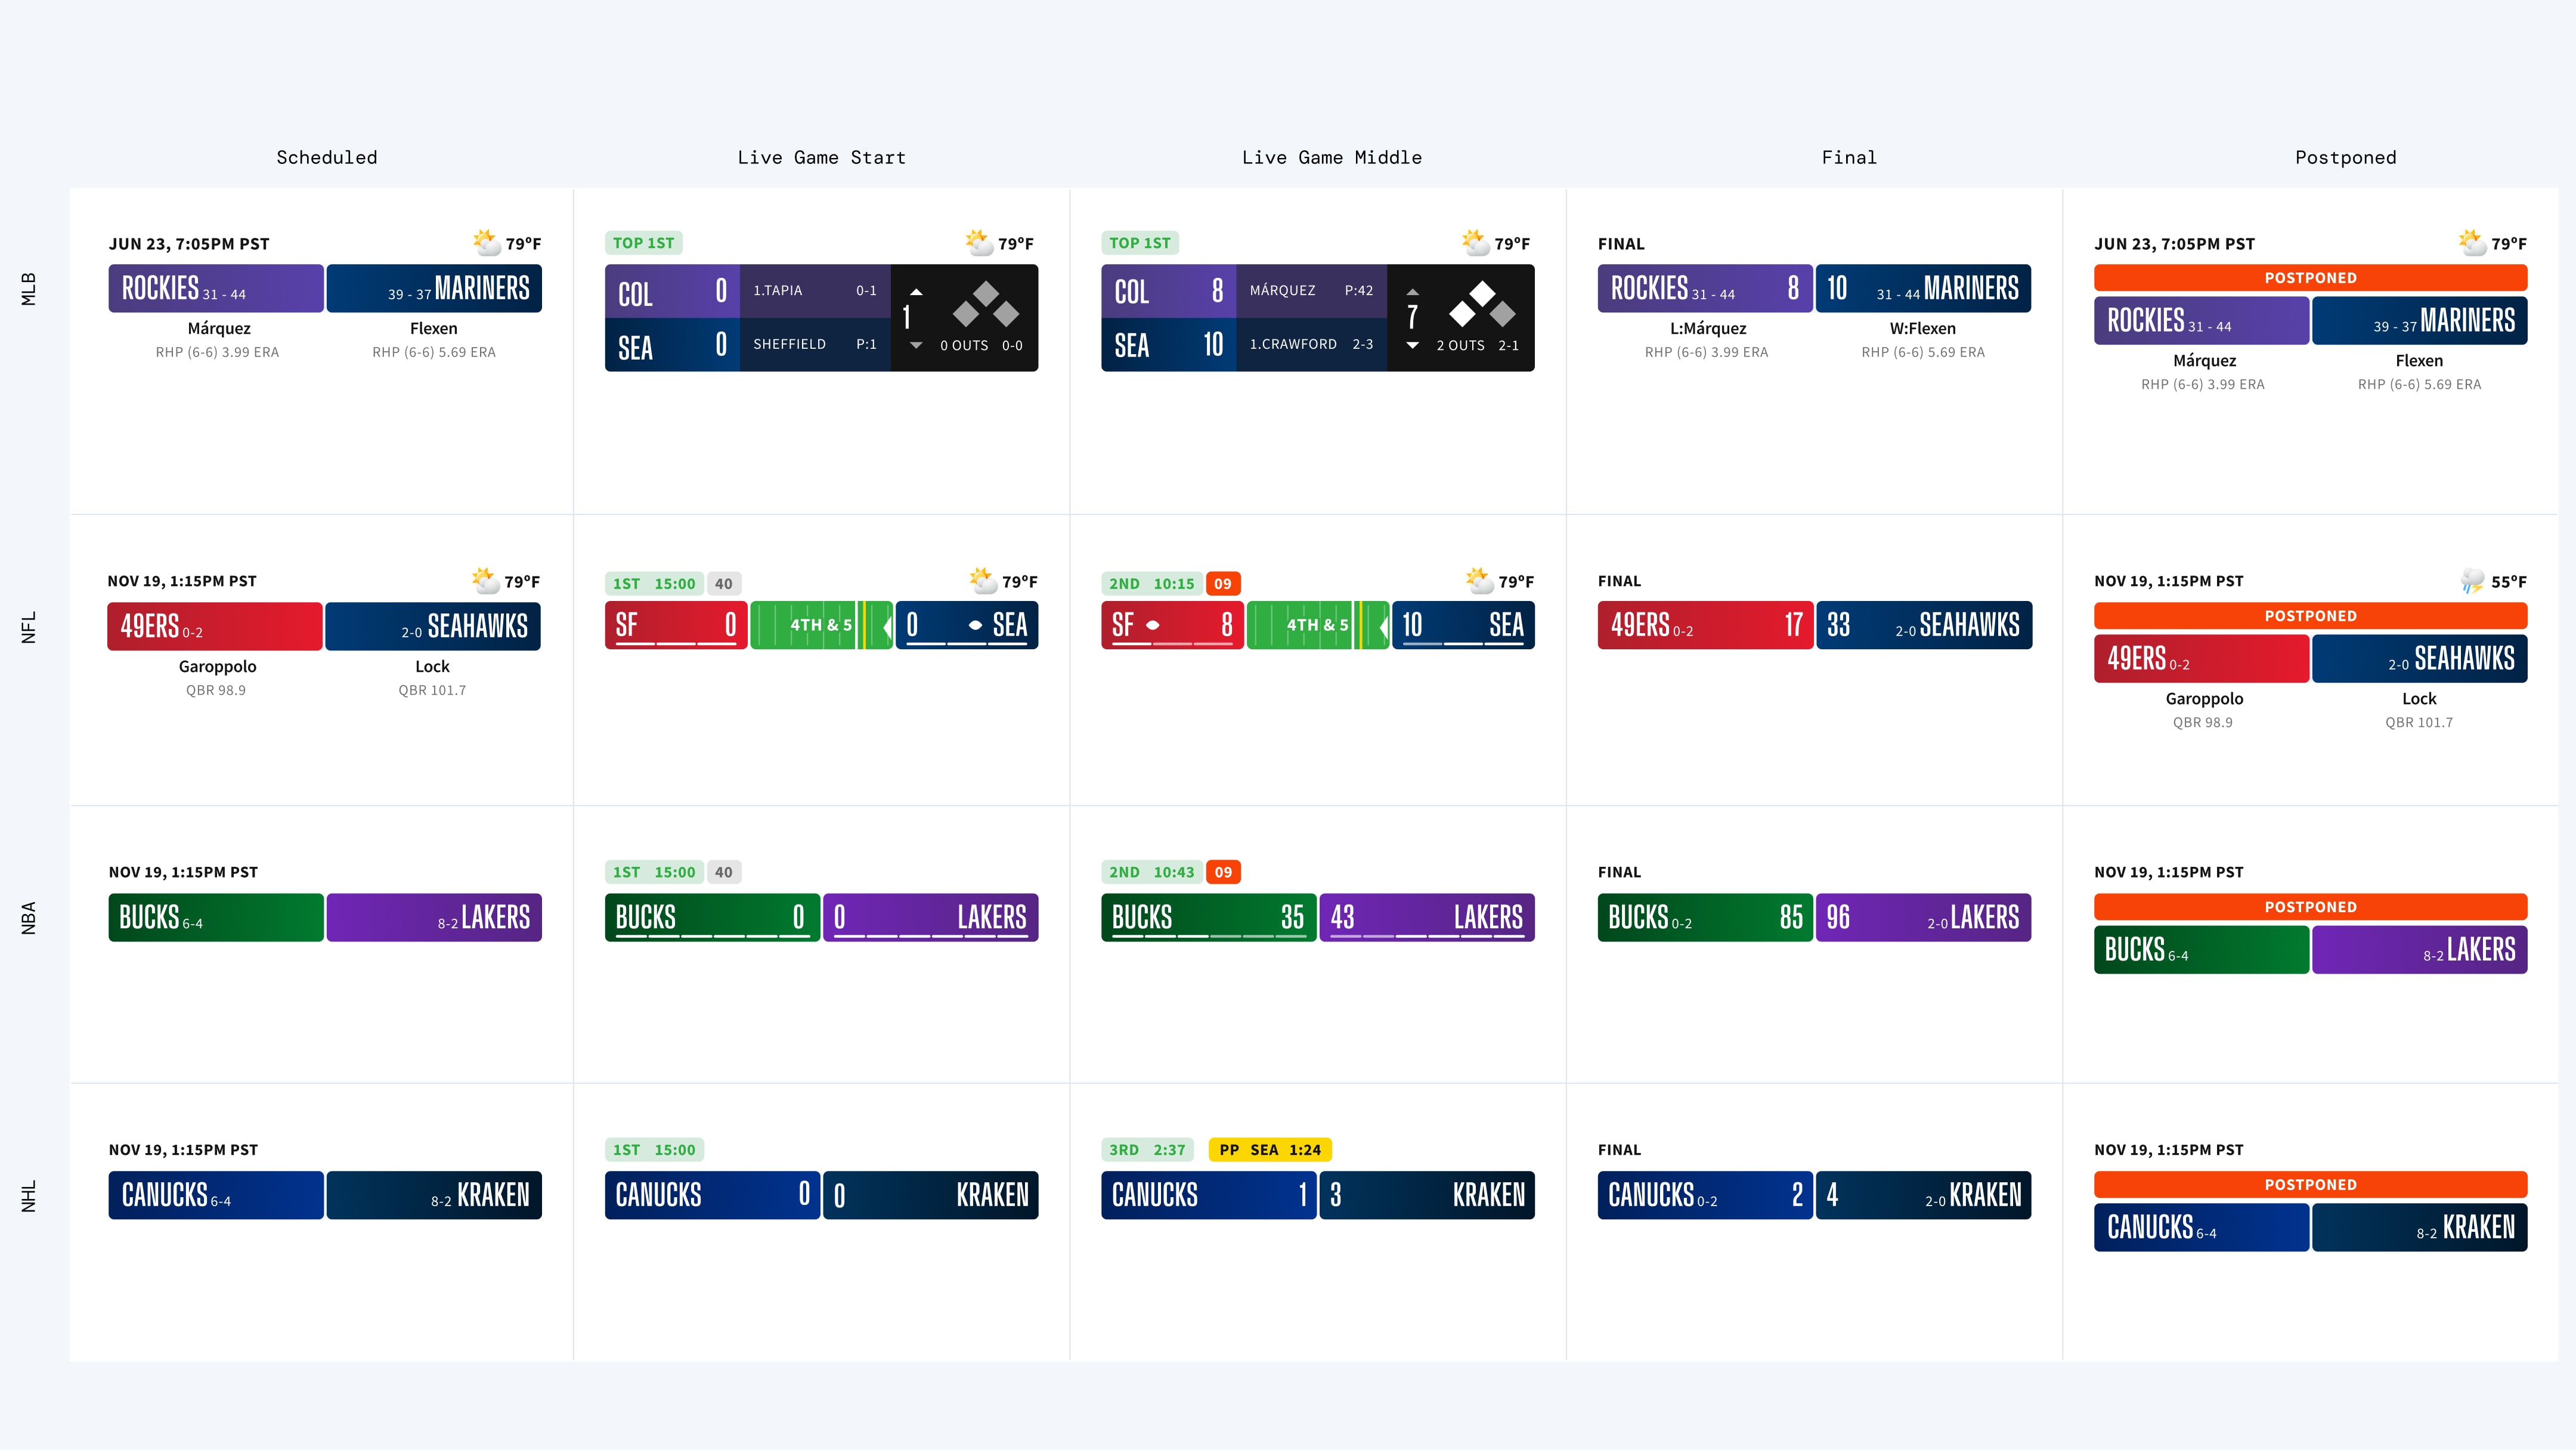 Scheduled Live Game Start Live Game Middle Final Postponed
MLB
JUN 23, 7:05PM PST 79ºF
ROCKIES 31 - 44 39 - 37 MARINERS
Márquez Flexen
RHP (6-6) 3.99 ERA RHP (6-6) 5.69 ERA
TOP 1ST 79ºF
COL 0 1.TAPIA 0-1
SEA 0 SHEFFIELD P:1
1 0 OUTS 0-0
TOP 1ST 79ºF
COL 8 MÁRQUEZ P:42
SEA 10 1.CRAWFORD 2-3
7 2 OUTS 2-1
FINAL
ROCKIES 31 - 44 8 10 31 - 44 MARINERS
L:Márquez W:Flexen
RHP (6-6) 3.99 ERA RHP (6-6) 5.69 ERA
JUN 23, 7:05PM PST 79ºF
POSTPONED
ROCKIES 31 - 44 39 - 37 MARINERS
Márquez Flexen
RHP (6-6) 3.99 ERA RHP (6-6) 5.69 ERA
NFL
NOV 19, 1:15PM PST 79ºF
49ERS 0-2 2-0 SEAHAWKS
Garoppolo Lock
QBR 98.9 QBR 101.7
1ST 15:00 40 79ºF
SF 0 4TH & 5 0 SEA
2ND 10:15 09 79ºF
SF 8 4TH & 5 10 SEA
FINAL
49ERS 0-2 17 33 2-0 SEAHAWKS
NOV 19, 1:15PM PST 55ºF
POSTPONED
49ERS 0-2 2-0 SEAHAWKS
Garoppolo Lock
QBR 98.9 QBR 101.7
NBA
NOV 19, 1:15PM PST
BUCKS 6-4 8-2 LAKERS
1ST 15:00 40
BUCKS 0 0 LAKERS
2ND 10:43 09
BUCKS 35 43 LAKERS
FINAL
BUCKS 0-2 85 96 2-0 LAKERS
NOV 19, 1:15PM PST
POSTPONED
BUCKS 6-4 8-2 LAKERS
NHL
NOV 19, 1:15PM PST
CANUCKS 6-4 8-2 KRAKEN
1ST 15:00
CANUCKS 0 0 KRAKEN
3RD 2:37 PP SEA 1:24
CANUCKS 1 3 KRAKEN
FINAL
CANUCKS 0-2 2 4 2-0 KRAKEN
NOV 19, 1:15PM PST
POSTPONED
CANUCKS 6-4 8-2 KRAKEN